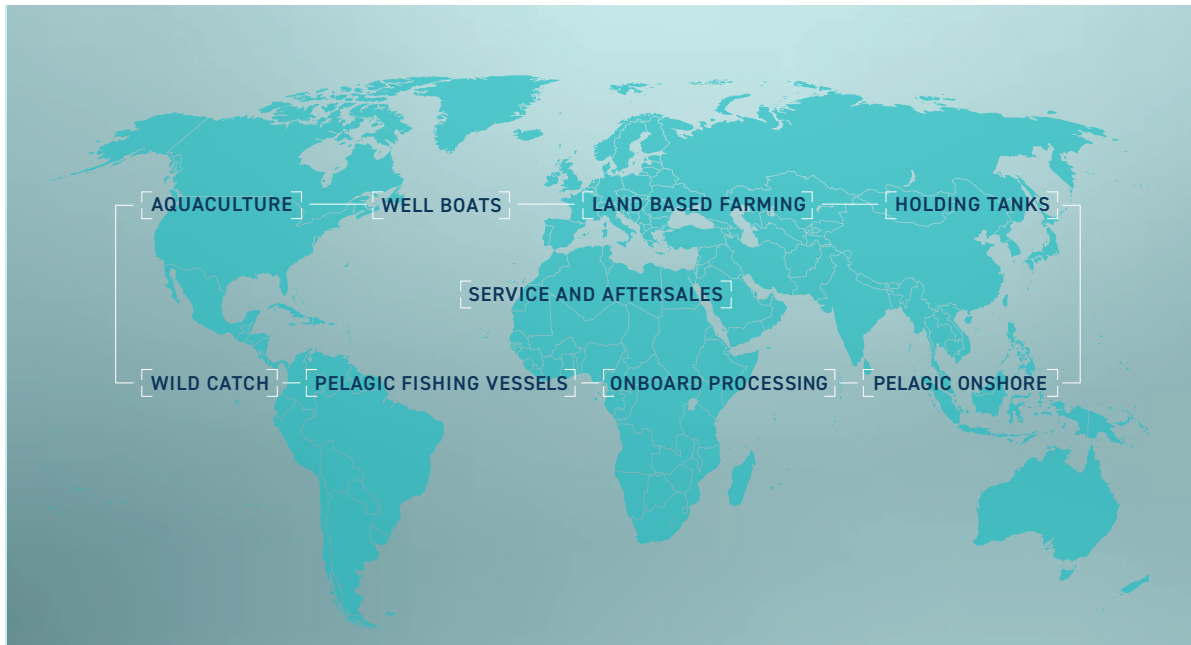 AQUACULTURE
WELL BOATS
LAND BASED FARMING
HOLDING TANKS
SERVICE AND AFTERSALES
WILD CATCH
PELAGIC FISHING VESSELS
ONBOARD PROCESSING
PELAGIC ONSHORE